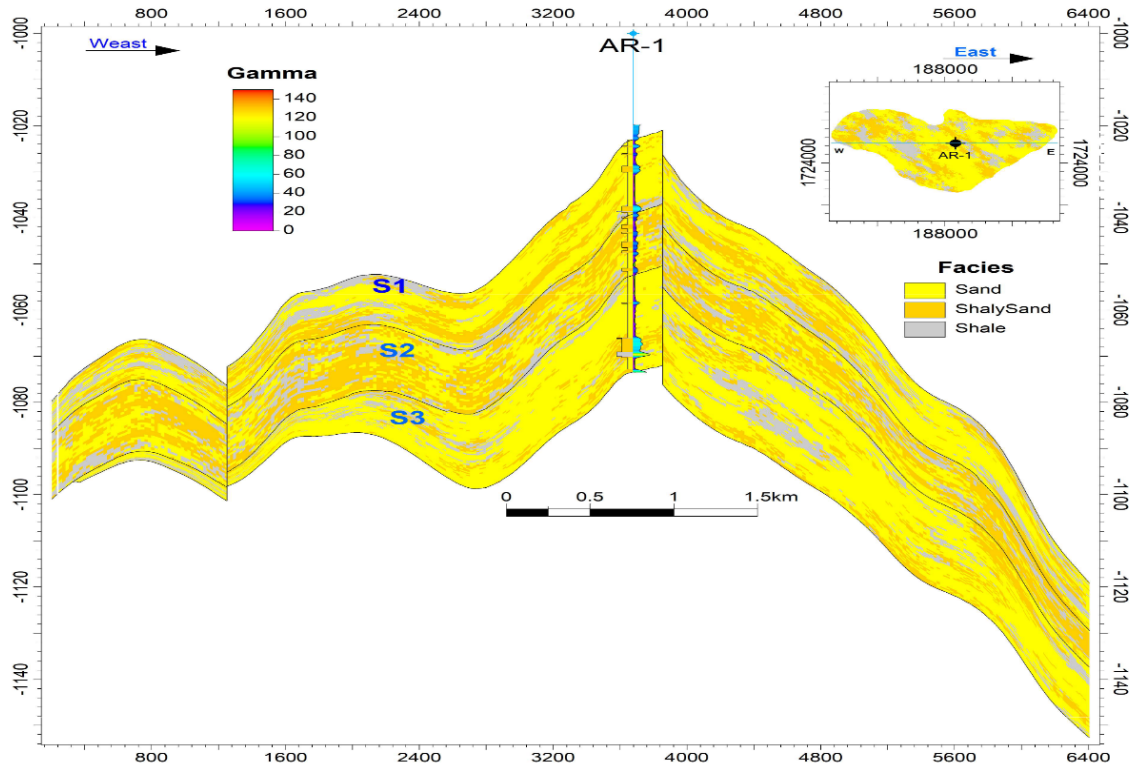 0 800 1600 2400 3200 4000 4800 5600 6400
-1000 -1000
Weast
AR-1
East
Gamma
188000
140
120
100
80
60
40
20
0
W
AR-1
E
1724000
1724000
188000
-1020 -1020
-1040 -1040
Facies
Sand
ShalySand
Shale
S1
-1060 -1060
S2
-1080 -1080
S3
-1100 -1100
0 0.5 1 1.5km
-1120 -1120
-1140 -1140
800 1600 2400 3200 4000 4800 5600 6400